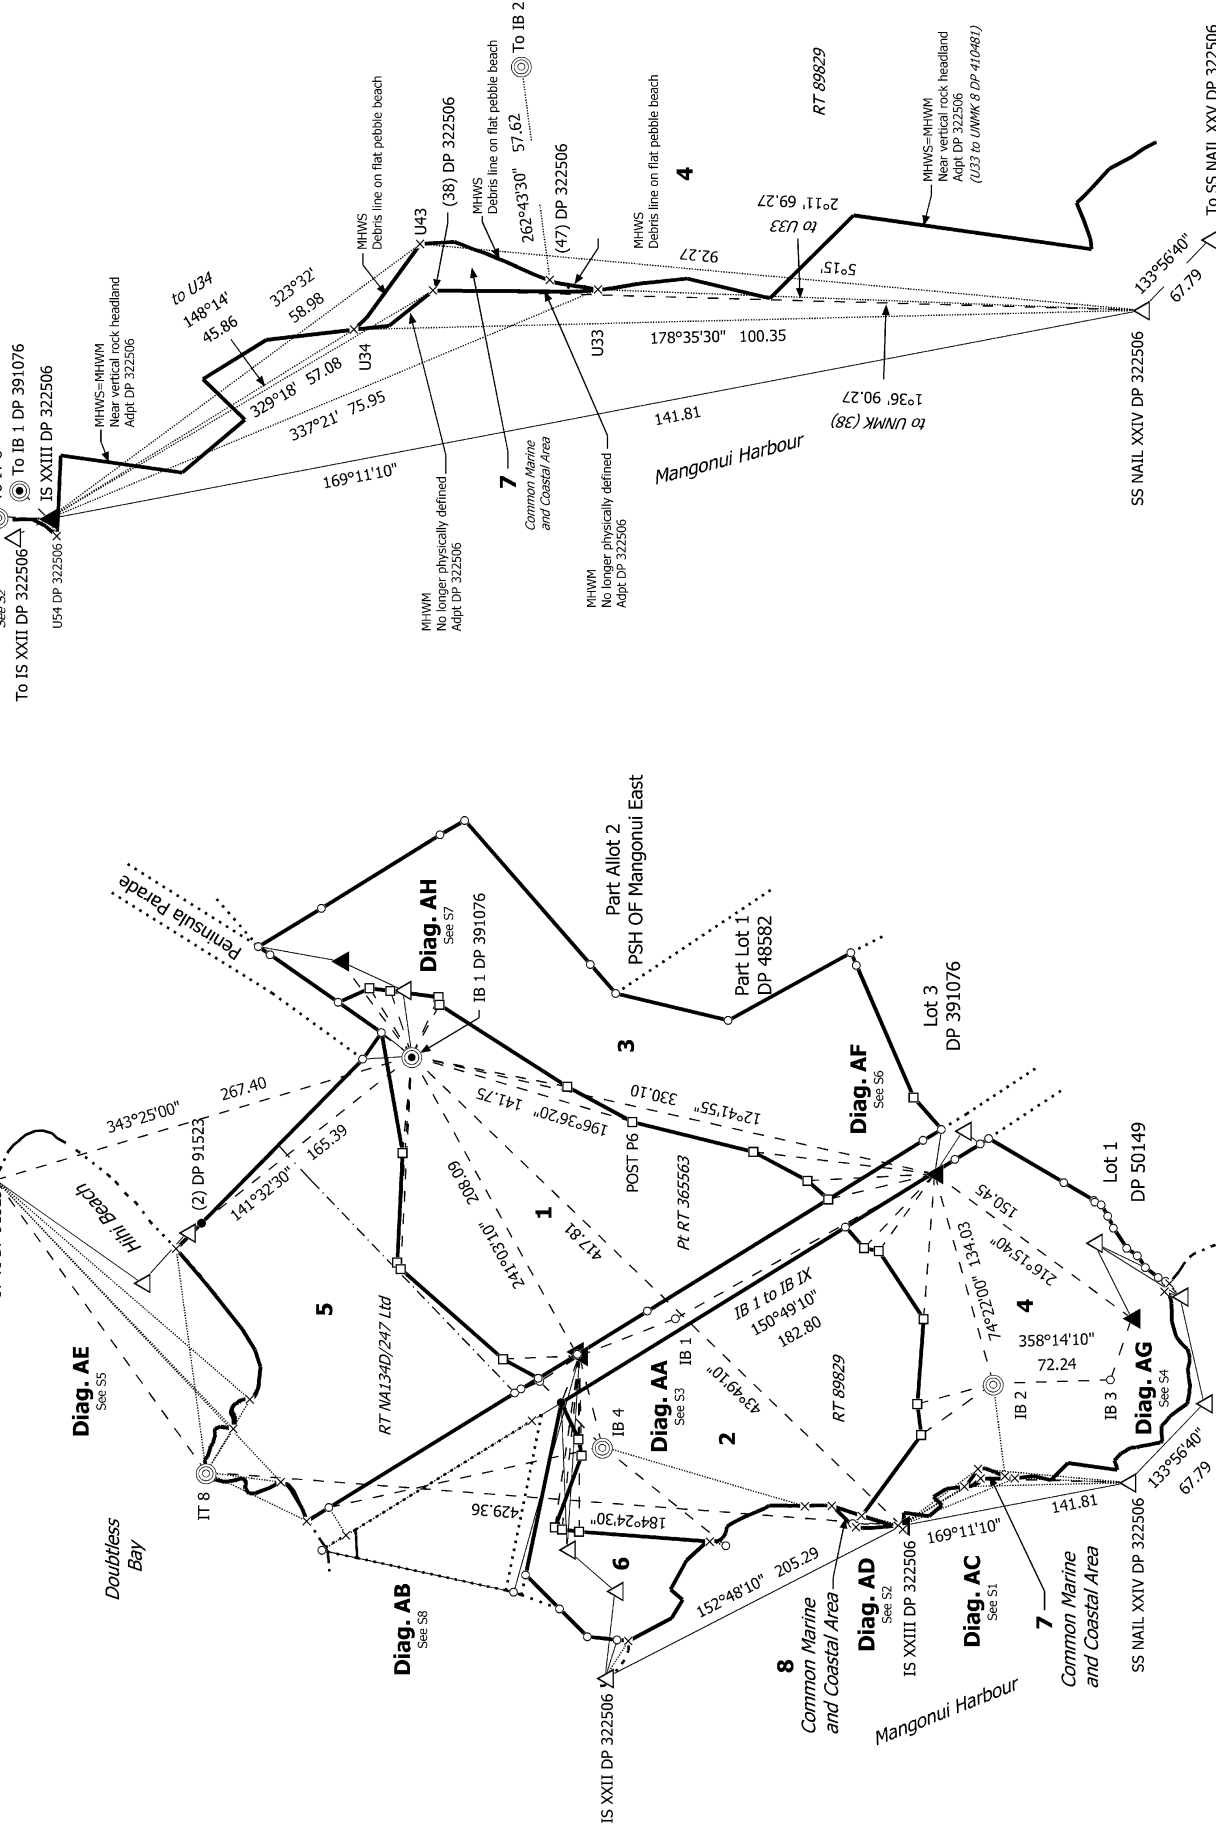 See S2
To IB 1 DP 391076
IS XXIII DP 322506
To IS XXII DP 322506
U54 DP 322506
MHWS=MHWM
Near vertical rock headland
Adpt DP 322506
to U34
148°14'
45.86
323°32'
58.98
329°18' 57.08
337°21' 75.95
169°11'10"
141.81
MHWS
Debris line on flat pebble beach
U43
(38) DP 322506
MHWS
Debris line on flat pebble beach
262°43'30" 57.62
To IB 2
(47) DP 322506
MHWS
Debris line on flat pebble beach
4
RT 89829
MHWS=MHWM
Near vertical rock headland
Adpt DP 322506
(U33 to UNMK 8 DP 410481)
U34
U33
92.27
5°15'
to U33
2°11' 69.27
178°35'30" 100.35
to UNMK (38)
1°36' 90.27
Mangonui Harbour
7
Common Marine
and Coastal Area
MHWM
No longer physically defined
Adpt DP 322506
MHWM
No longer physically defined
Adpt DP 322506
SS NAIL XXIV DP 322506
133°56'40"
67.79
To SS NAIL XXV DP 322506
Peninsula Parade
Diag. AH
See S7
IB 1 DP 391076
Part Allot 2
PSH OF Mangonui East
Part Lot 1
DP 48582
Lot 3
DP 391076
3
343°25'00" 267.40
(2) DP 91523
141°32'30" 165.39
Hihi Beach
208.09
241°03'10"
1
417.81
141.75
196°36'20"
330.10
12°41'55"
POST P6
Pt RT 365563
Diag. AF
See S6
5
RT NA134D/247 Ltd
Diag. AE
See S5
IT 8
Doubtless
Bay
IB 1
IB 1 to IB IX
150°49'10"
182.80
IB 4
Diag. AA
See S3
43°49'10"
2
RT 89829
74°22'00" 134.03
150.45
216°15'40"
4
358°14'10"
72.24
IB 2
IB 3
Diag. AG
See S4
Lot 1
DP 50149
429.36
184°24'30"
Diag. AB
See S8
6
152°48'10" 205.29
8
Common Marine
and Coastal Area
Diag. AD
See S2
IS XXIII DP 322506
169°11'10"
141.81
Diag. AC
See S1
7
Common Marine
and Coastal Area
SS NAIL XXIV DP 322506
133°56'40"
67.79
Mangonui Harbour
IS XXII DP 322506